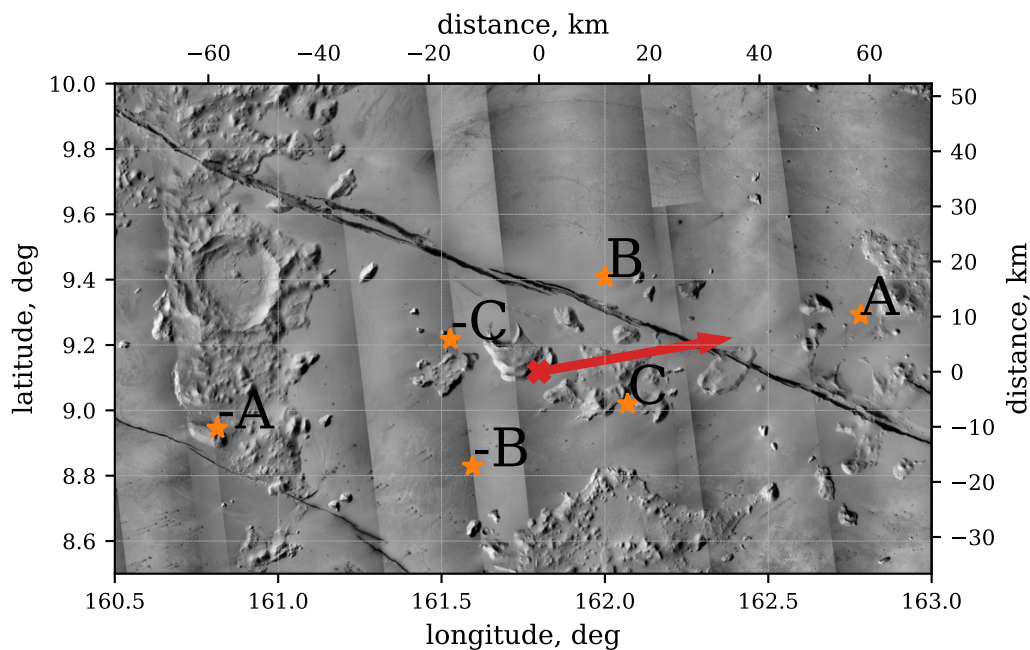 distance, km
−60 −40 −20 0 20 40 60
10.0
9.8
9.6
9.4
9.2
9.0
8.8
8.6
latitude, deg
50
40
30
20
10
0
−10
−20
−30
distance, km
B
A
-C
C
-A
-B
160.5 161.0 161.5 162.0 162.5 163.0
longitude, deg